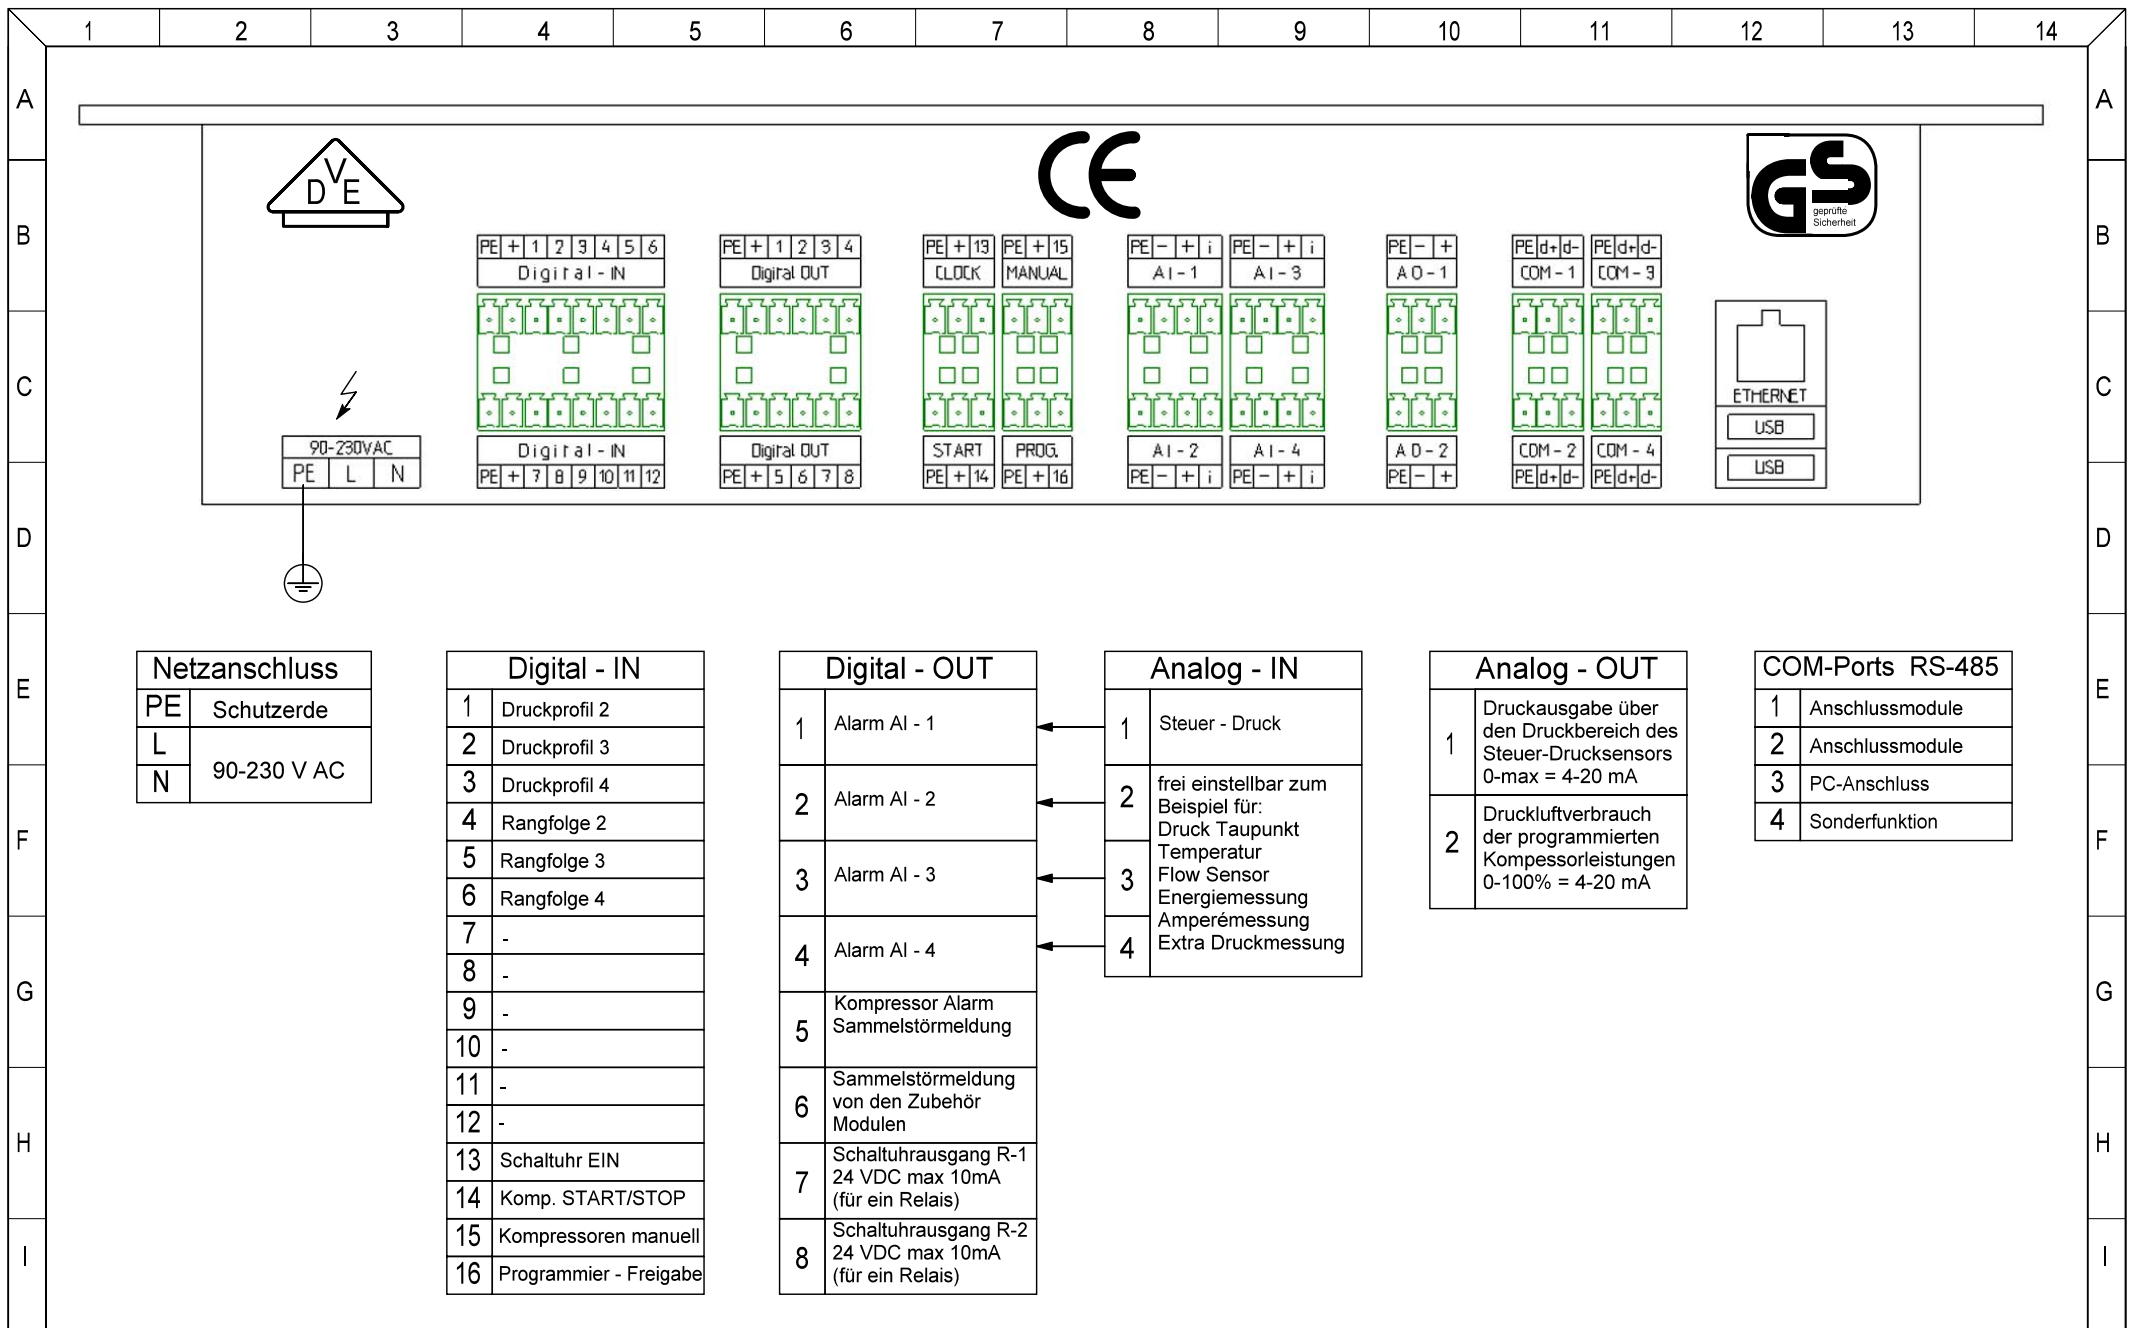 1 2 3 4 5 6 7 8 9 10 11 12 13 14
A A
B B
C C
D D
E E
F F
G G
H H
I I
D V E
CE
GS
geprüfte
Sicherheit
PE + 1 2 3 4 5 6
Digital - IN
PE + 1 2 3 4
Digital OUT
PE + 13
CLOCK
PE + 15
MANUAL
PE - + i
AI - 1
PE - + i
AI - 3
PE - +
AO - 1
PE d+ d-
COM - 1
PE d+ d-
COM - 3
ETHERNET
USB
USB
90-230VAC
PE L N
Digital - IN
PE + 7 8 9 10 11 12
Digital OUT
PE + 5 6 7 8
START
PE + 14
PROG.
PE + 16
AI - 2
PE - + i
AI - 4
PE - + i
AO - 2
PE - +
COM - 2
PE d+ d-
COM - 4
PE d+ d-
Netzanschluss
PE Schutzerde
L
N
90-230 V AC
Digital - IN
1 Druckprofil 2
2 Druckprofil 3
3 Druckprofil 4
4 Rangfolge 2
5 Rangfolge 3
6 Rangfolge 4
7 -
8 -
9 -
10 -
11 -
12 -
13 Schaltuhr EIN
14 Komp. START/STOP
15 Kompressoren manuell
16 Programmier - Freigabe
Digital - OUT
1 Alarm AI - 1
2 Alarm AI - 2
3 Alarm AI - 3
4 Alarm AI - 4
5 Kompressor Alarm
Sammelstörmeldung
6 Sammelstörmeldung
von den Zubehör
Modulen
7 Schaltuhrausgang R-1
24 VDC max 10mA
(für ein Relais)
8 Schaltuhrausgang R-2
24 VDC max 10mA
(für ein Relais)
Analog - IN
1 Steuer - Druck
2 frei einstellbar zum
Beispiel für:
Druck Taupunkt
Temperatur
3 Flow Sensor
Energiemessung
Amperémessung
4 Extra Druckmessung
Analog - OUT
1 Druckausgabe über
den Druckbereich des
Steuer-Drucksensors
0-max = 4-20 mA
2 Druckluftverbrauch
der programmierten
Kompessorleistungen
0-100% = 4-20 mA
COM-Ports RS-485
1 Anschlussmodule
2 Anschlussmodule
3 PC-Anschluss
4 Sonderfunktion